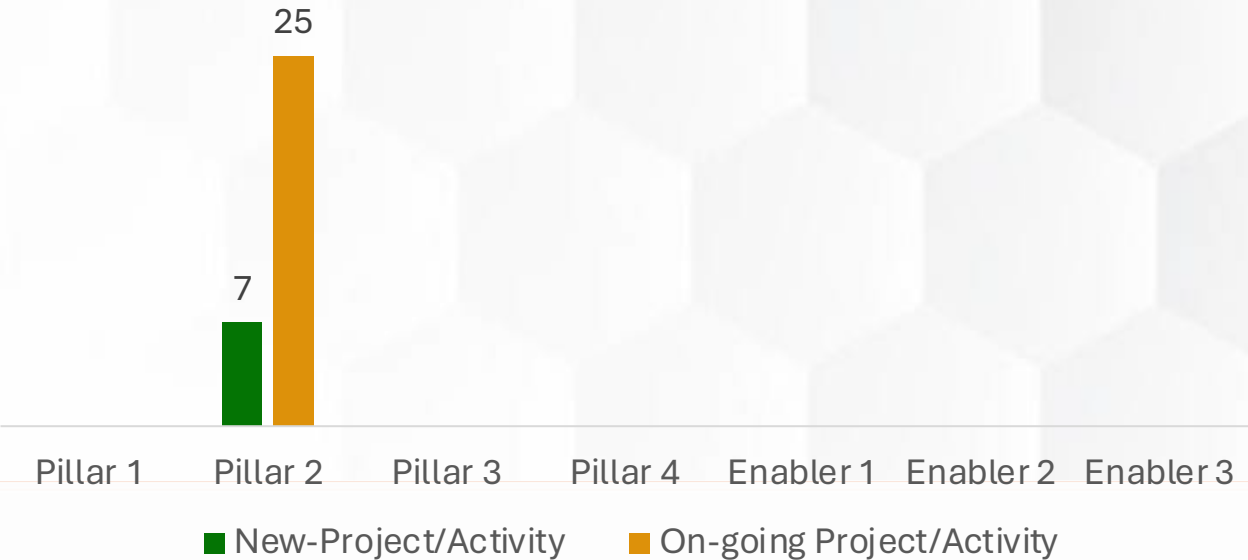 25
7
Pillar 1 Pillar 2 Pillar 3 Pillar 4 Enabler 1 Enabler 2 Enabler 3
New-Project/Activity On-going Project/Activity